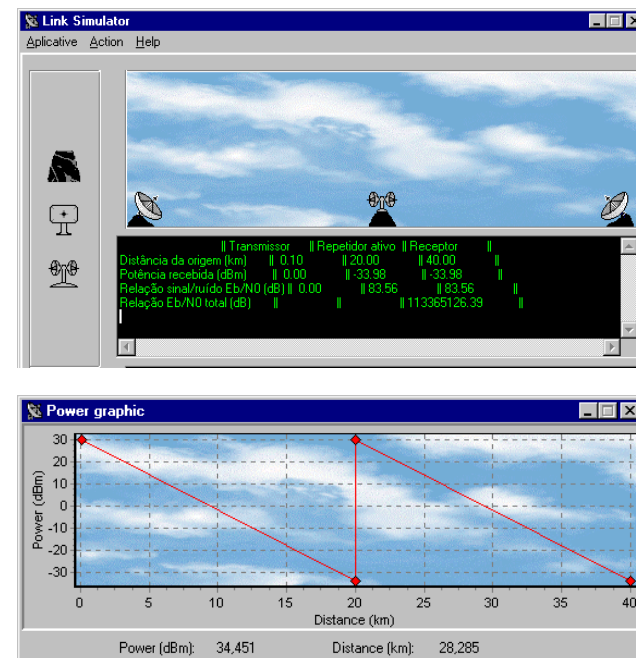 Link Simulator
Aplicative Action Help
|| Transmissor || Repetidor ativo || Receptor ||
Distância da origem (km) || 0.10 || 20.00 || 40.00 ||
Potência recebida (dBm) || 0.00 || -33.98 || -33.98 ||
Relação sinal/ruído Eb/N0 (dB) || 0.00 || 83.56 || 83.56 ||
Relação Eb/N0 total (dB) || || || 113365126.39 ||
Power graphic
Power (dBm)
30
20
10
0
-10
-20
-30
0 5 10 15 20 25 30 35 40
Distance (km)
Power (dBm): 34,451 Distance (km): 28,285